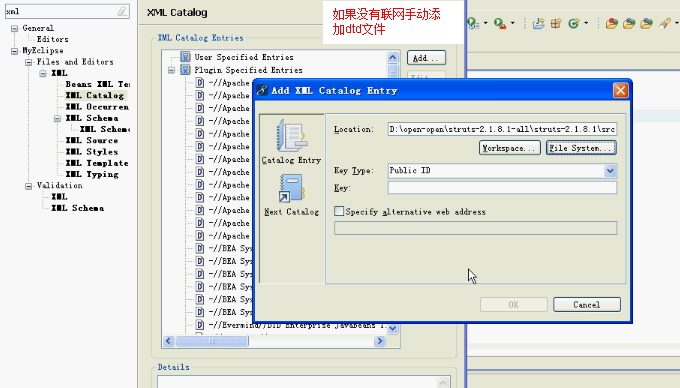 xml
General
Editors
MyEclipse
Files and Editors
XML
Beans XML Te
XML Catalog
XML Occurren
XML Schema
XML Scheme
XML Source
XML Styles
XML Template
XML Typing
Validation
XML
XML Schema
XML Catalog
如果没有联网手动添
加dtd文件
XML Catalog Entries
User Specified Entries
Plugin Specified Entries
-//Apache
-//Apache
-//Apache
-//Apache
-//Apache
-//Apache
-//Apache
-//Apache
-//Apache
-//Apache
-//Apache
-//Apache
-//BEA Sys
-//BEA Sys
-//BEA Sys
-//BEA Sys
-//BEA Sys
-//BEA Sys
-//Evermind//DTD Enterprise JavaBeans 1.
Add...
Details
Add XML Catalog Entry
Catalog Entry
Next Catalog
Location:
D:\open-open\struts-2.1.8.1-all\struts-2.1.8.1\src
Workspace...
File System...
Key Type:
Public ID
Key:
Specify alternative web address
OK
Cancel